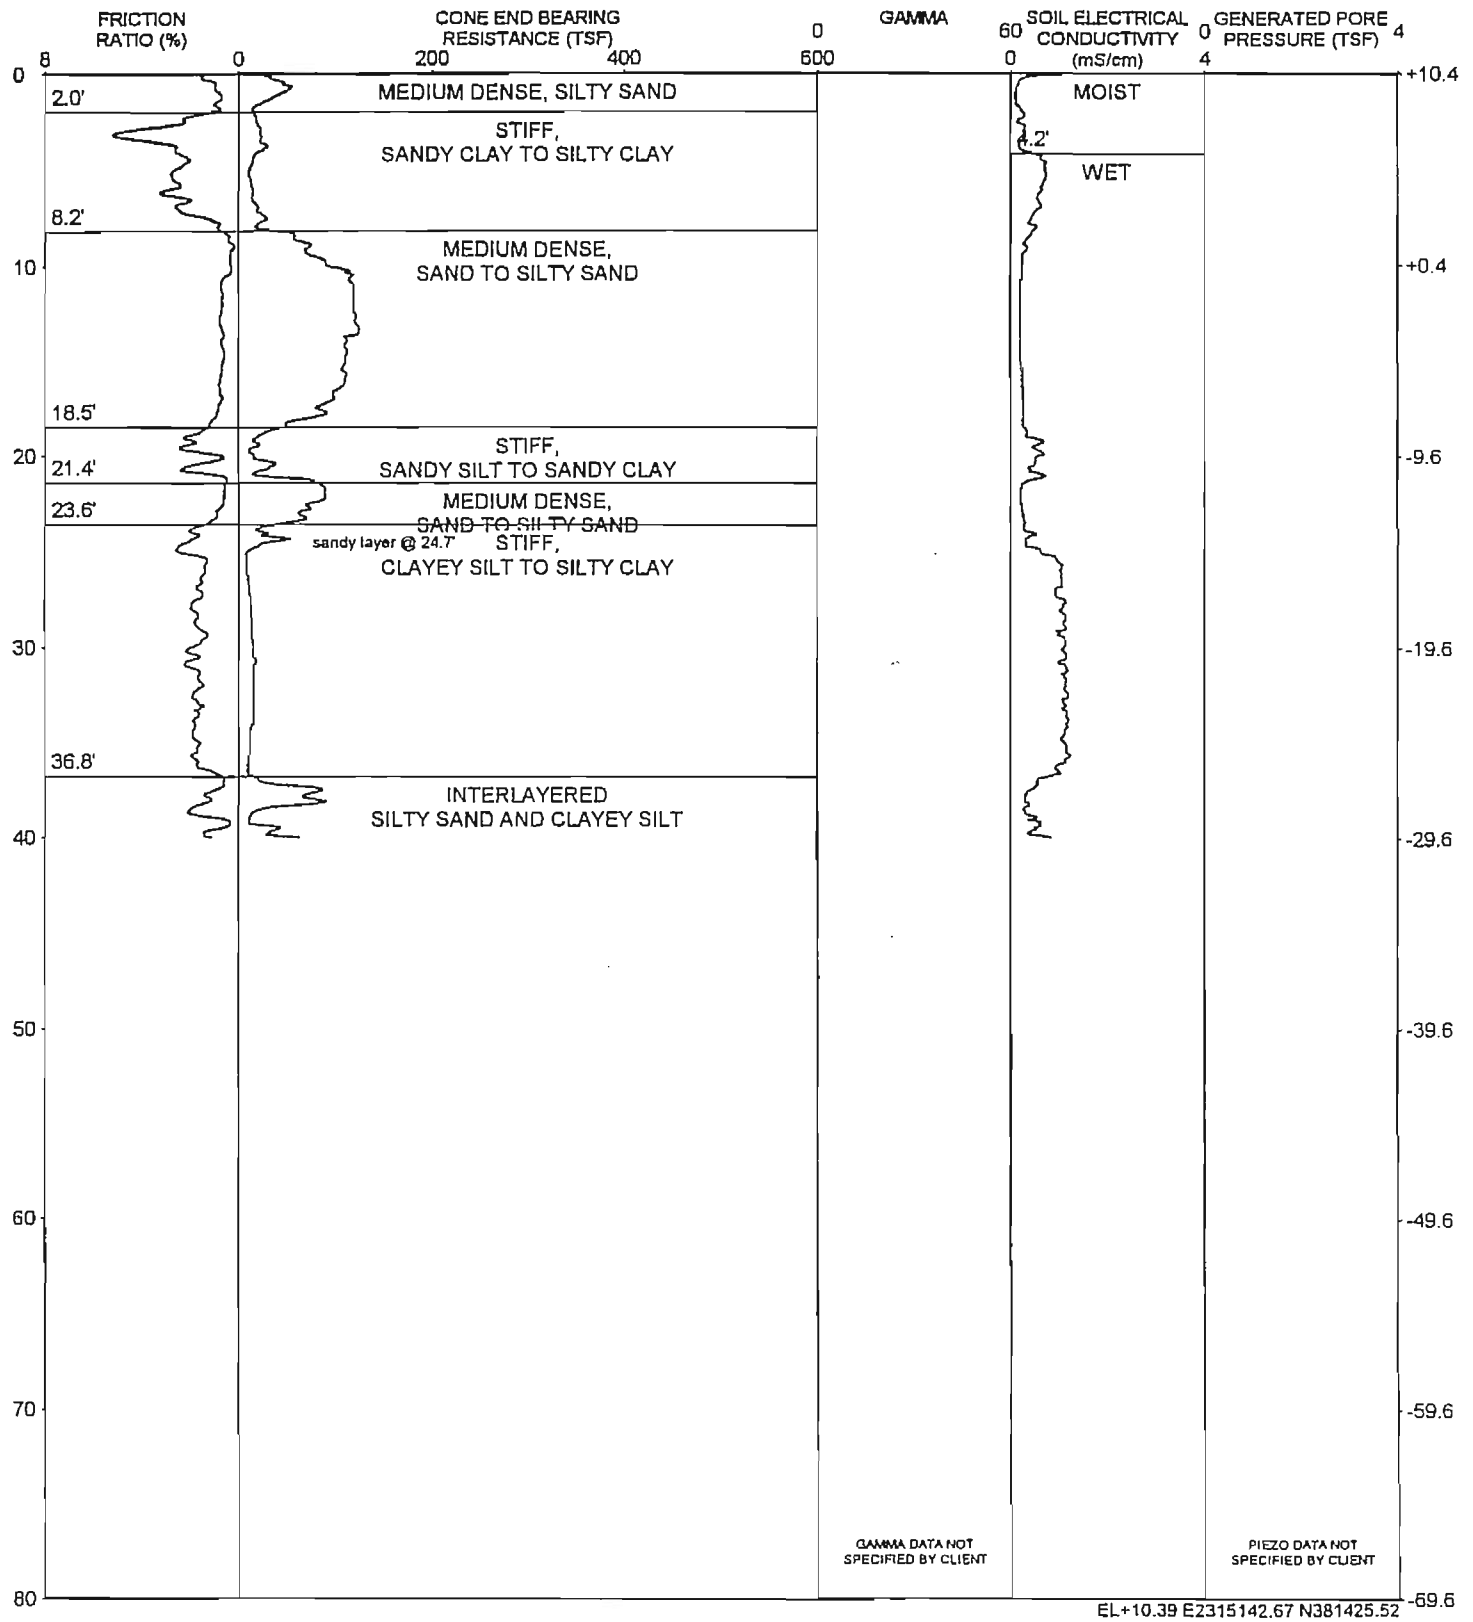 FRICTION
RATIO (%)
CONE END BEARING
RESISTANCE (TSF)
GAMMA
SOIL ELECTRICAL
CONDUCTIVITY
(mS/cm)
GENERATED PORE
PRESSURE (TSF)
8 0 200 400 600
0 60
0 4
0 4
0 +10.4
2.0' MEDIUM DENSE, SILTY SAND MOIST
STIFF,
SANDY CLAY TO SILTY CLAY
4.2'
WET
8.2'
MEDIUM DENSE,
SAND TO SILTY SAND
10 +0.4
18.5'
STIFF,
SANDY SILT TO SANDY CLAY
20 -9.6
21.4'
MEDIUM DENSE,
SAND TO SILTY SAND
23.6'
sandy layer @ 24.7'
STIFF,
CLAYEY SILT TO SILTY CLAY
30 -19.6
36.8'
INTERLAYERED
SILTY SAND AND CLAYEY SILT
40 -29.6
50 -39.6
60 -49.6
70 -59.6
GAMMA DATA NOT
SPECIFIED BY CLIENT
PIEZO DATA NOT
SPECIFIED BY CLIENT
80 -69.6
EL+10.39 E2315142.67 N381425.52